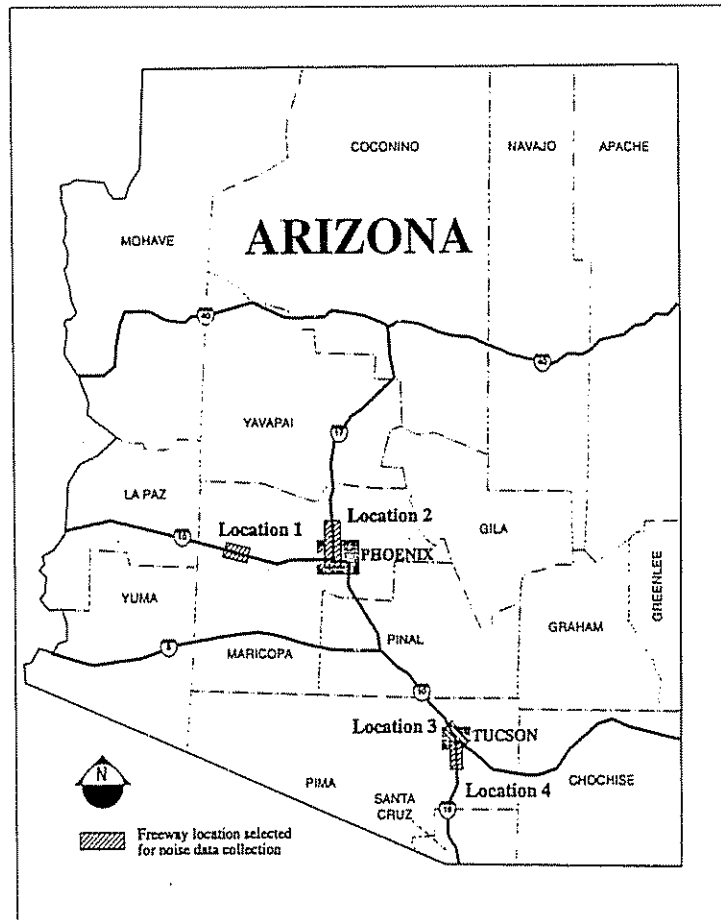 COCONINO
NAVAJO
APACHE
MOHAVE
ARIZONA
40
40
YAVAPAI
17
LA PAZ
Location 1
Location 2
GILA
10
PHOENIX
YUMA
GREENLEE
GRAHAM
8
MARICOPA
PINAL
10
Location 3
TUCSON
N
PIMA
Location 4
CHOCHISE
SANTA
CRUZ
19
Freeway location selected
for noise data collection